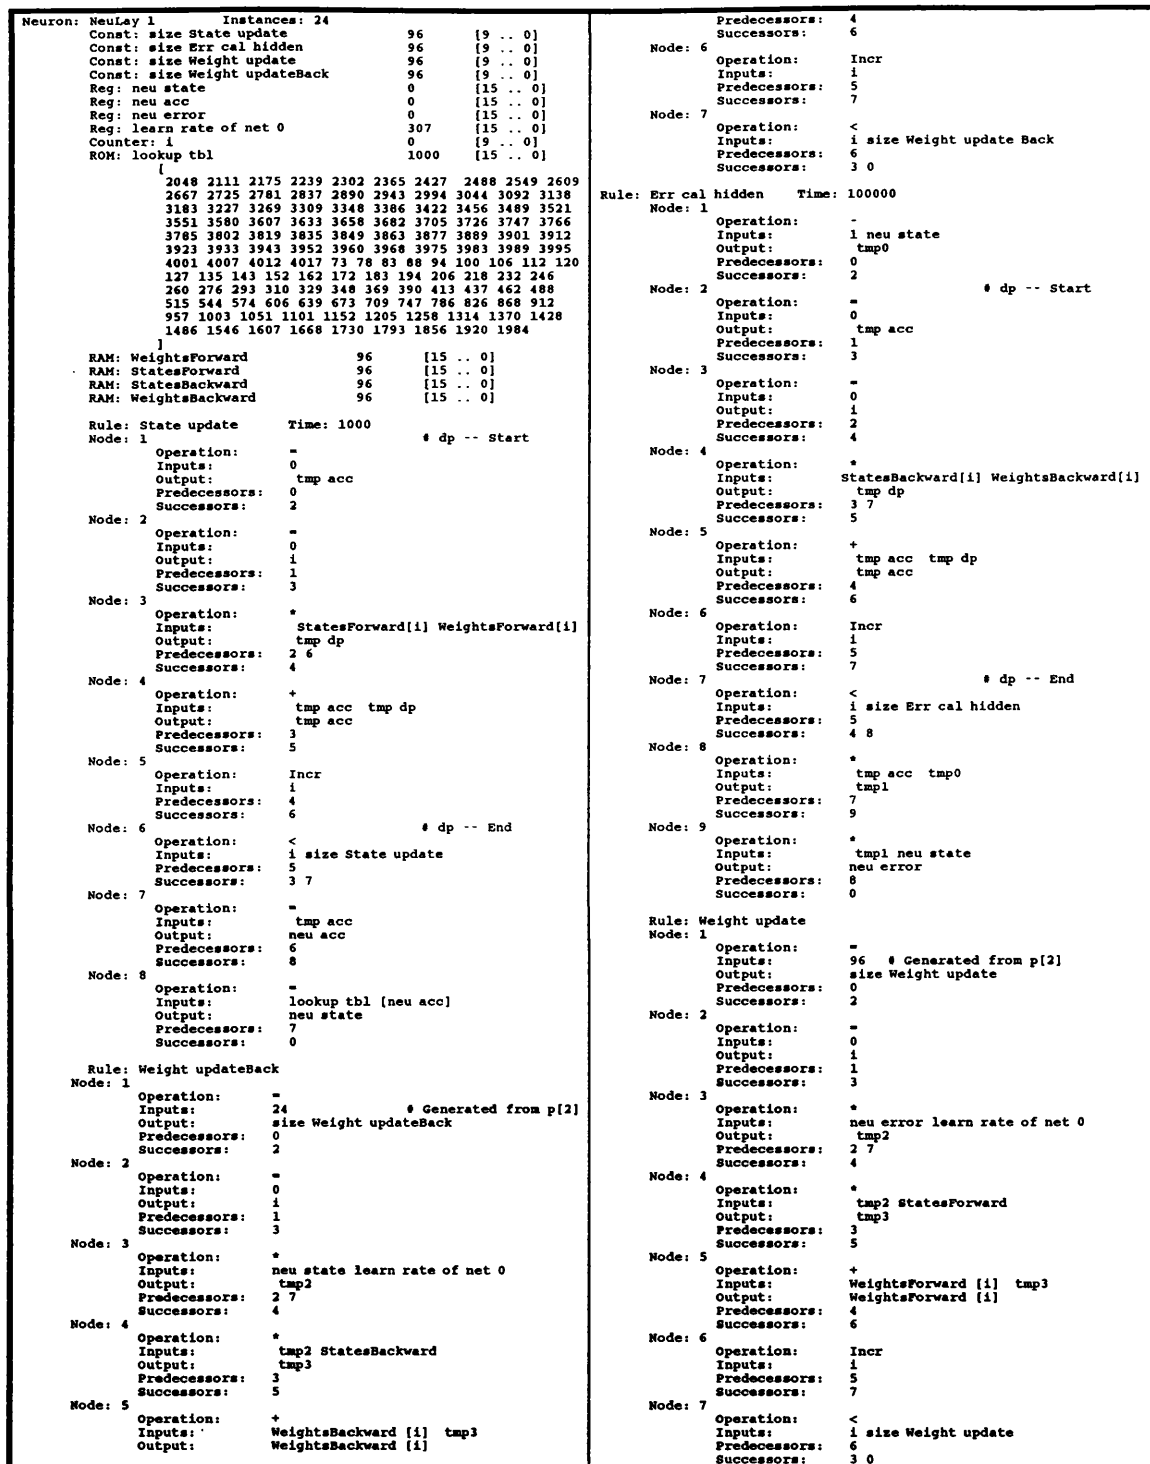 Neuron: NeuLay 1 Instances: 24
Const: size State update 96 [9 .. 0]
Const: size Err cal hidden 96 [9 .. 0]
Const: size Weight update 96 [9 .. 0]
Const: size Weight updateBack 96 [9 .. 0]
Reg: neu state 0 [15 .. 0]
Reg: neu acc 0 [15 .. 0]
Reg: neu error 0 [15 .. 0]
Reg: learn rate of net 0 307 [15 .. 0]
Counter: i 0 [9 .. 0]
ROM: lookup tbl 1000 [15 .. 0]
[
2048 2111 2175 2239 2302 2365 2427 2488 2549 2609
2667 2725 2781 2837 2890 2943 2994 3044 3092 3138
3183 3227 3269 3309 3348 3386 3422 3456 3489 3521
3551 3580 3607 3633 3658 3682 3705 3726 3747 3766
3785 3802 3819 3835 3849 3863 3877 3889 3901 3912
3923 3933 3943 3952 3960 3968 3975 3983 3989 3995
4001 4007 4012 4017 73 78 83 88 94 100 106 112 120
127 135 143 152 162 172 183 194 206 218 232 246
260 276 293 310 329 348 369 390 413 437 462 488
515 544 574 606 639 673 709 747 786 826 868 912
957 1003 1051 1101 1152 1205 1258 1314 1370 1428
1486 1546 1607 1668 1730 1793 1856 1920 1984
]
RAM: WeightsForward 96 [15 .. 0]
RAM: StatesForward 96 [15 .. 0]
RAM: StatesBackward 96 [15 .. 0]
RAM: WeightsBackward 96 [15 .. 0]
Rule: State update Time: 1000
Node: 1 # dp -- Start
Operation: =
Inputs: 0
Output: tmp acc
Predecessors: 0
Successors: 2
Node: 2
Operation: =
Inputs: 0
Output: i
Predecessors: 1
Successors: 3
Node: 3
Operation: *
Inputs: StatesForward[i] WeightsForward[i]
Output: tmp dp
Predecessors: 2 6
Successors: 4
Node: 4
Operation: +
Inputs: tmp acc tmp dp
Output: tmp acc
Predecessors: 3
Successors: 5
Node: 5
Operation: Incr
Inputs: i
Predecessors: 4
Successors: 6
Node: 6 # dp -- End
Operation: <
Inputs: i size State update
Predecessors: 5
Successors: 3 7
Node: 7
Operation: =
Inputs: tmp acc
Output: neu acc
Predecessors: 6
Successors: 8
Node: 8
Operation: =
Inputs: lookup tbl [neu acc]
Output: neu state
Predecessors: 7
Successors: 0
Rule: Weight updateBack
Node: 1
Operation: =
Inputs: 24 # Generated from p[2]
Output: size Weight updateBack
Predecessors: 0
Successors: 2
Node: 2
Operation: =
Inputs: 0
Output: i
Predecessors: 1
Successors: 3
Node: 3
Operation: *
Inputs: neu state learn rate of net 0
Output: tmp2
Predecessors: 2 7
Successors: 4
Node: 4
Operation: *
Inputs: tmp2 StatesBackward
Output: tmp3
Predecessors: 3
Successors: 5
Node: 5
Operation: +
Inputs: WeightsBackward [i] tmp3
Output: WeightsBackward [i]
Predecessors: 4
Successors: 6
Node: 6
Operation: Incr
Inputs: i
Predecessors: 5
Successors: 7
Node: 7
Operation: <
Inputs: i size Weight update Back
Predecessors: 6
Successors: 3 0
Rule: Err cal hidden Time: 100000
Node: 1
Operation: -
Inputs: 1 neu state
Output: tmp0
Predecessors: 0
Successors: 2
Node: 2 # dp -- Start
Operation: =
Inputs: 0
Output: tmp acc
Predecessors: 1
Successors: 3
Node: 3
Operation: =
Inputs: 0
Output: i
Predecessors: 2
Successors: 4
Node: 4
Operation: *
Inputs: StatesBackward[i] WeightsBackward[i]
Output: tmp dp
Predecessors: 3 7
Successors: 5
Node: 5
Operation: +
Inputs: tmp acc tmp dp
Output: tmp acc
Predecessors: 4
Successors: 6
Node: 6
Operation: Incr
Inputs: i
Predecessors: 5
Successors: 7
Node: 7 # dp -- End
Operation: <
Inputs: i size Err cal hidden
Predecessors: 5
Successors: 4 8
Node: 8
Operation: *
Inputs: tmp acc tmp0
Output: tmp1
Predecessors: 7
Successors: 9
Node: 9
Operation: *
Inputs: tmp1 neu state
Output: neu error
Predecessors: 8
Successors: 0
Rule: Weight update
Node: 1
Operation: =
Inputs: 96 # Generated from p[2]
Output: size Weight update
Predecessors: 0
Successors: 2
Node: 2
Operation: =
Inputs: 0
Output: i
Predecessors: 1
Successors: 3
Node: 3
Operation: *
Inputs: neu error learn rate of net 0
Output: tmp2
Predecessors: 2 7
Successors: 4
Node: 4
Operation: *
Inputs: tmp2 StatesForward
Output: tmp3
Predecessors: 3
Successors: 5
Node: 5
Operation: +
Inputs: WeightsForward [i] tmp3
Output: WeightsForward [i]
Predecessors: 4
Successors: 6
Node: 6
Operation: Incr
Inputs: i
Predecessors: 5
Successors: 7
Node: 7
Operation: <
Inputs: i size Weight update
Predecessors: 6
Successors: 3 0